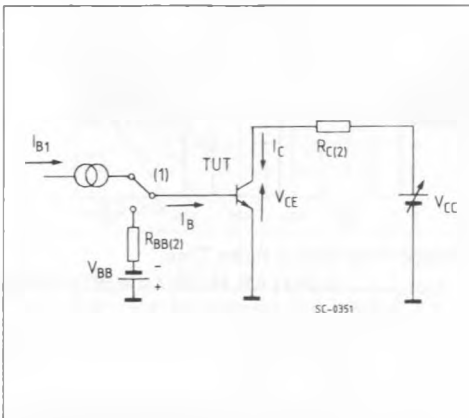 I_B1
(1)
TUT
I_C
R_C(2)
V_CE
V_CC
I_B
R_BB(2)
V_BB
-
+
SC-0351